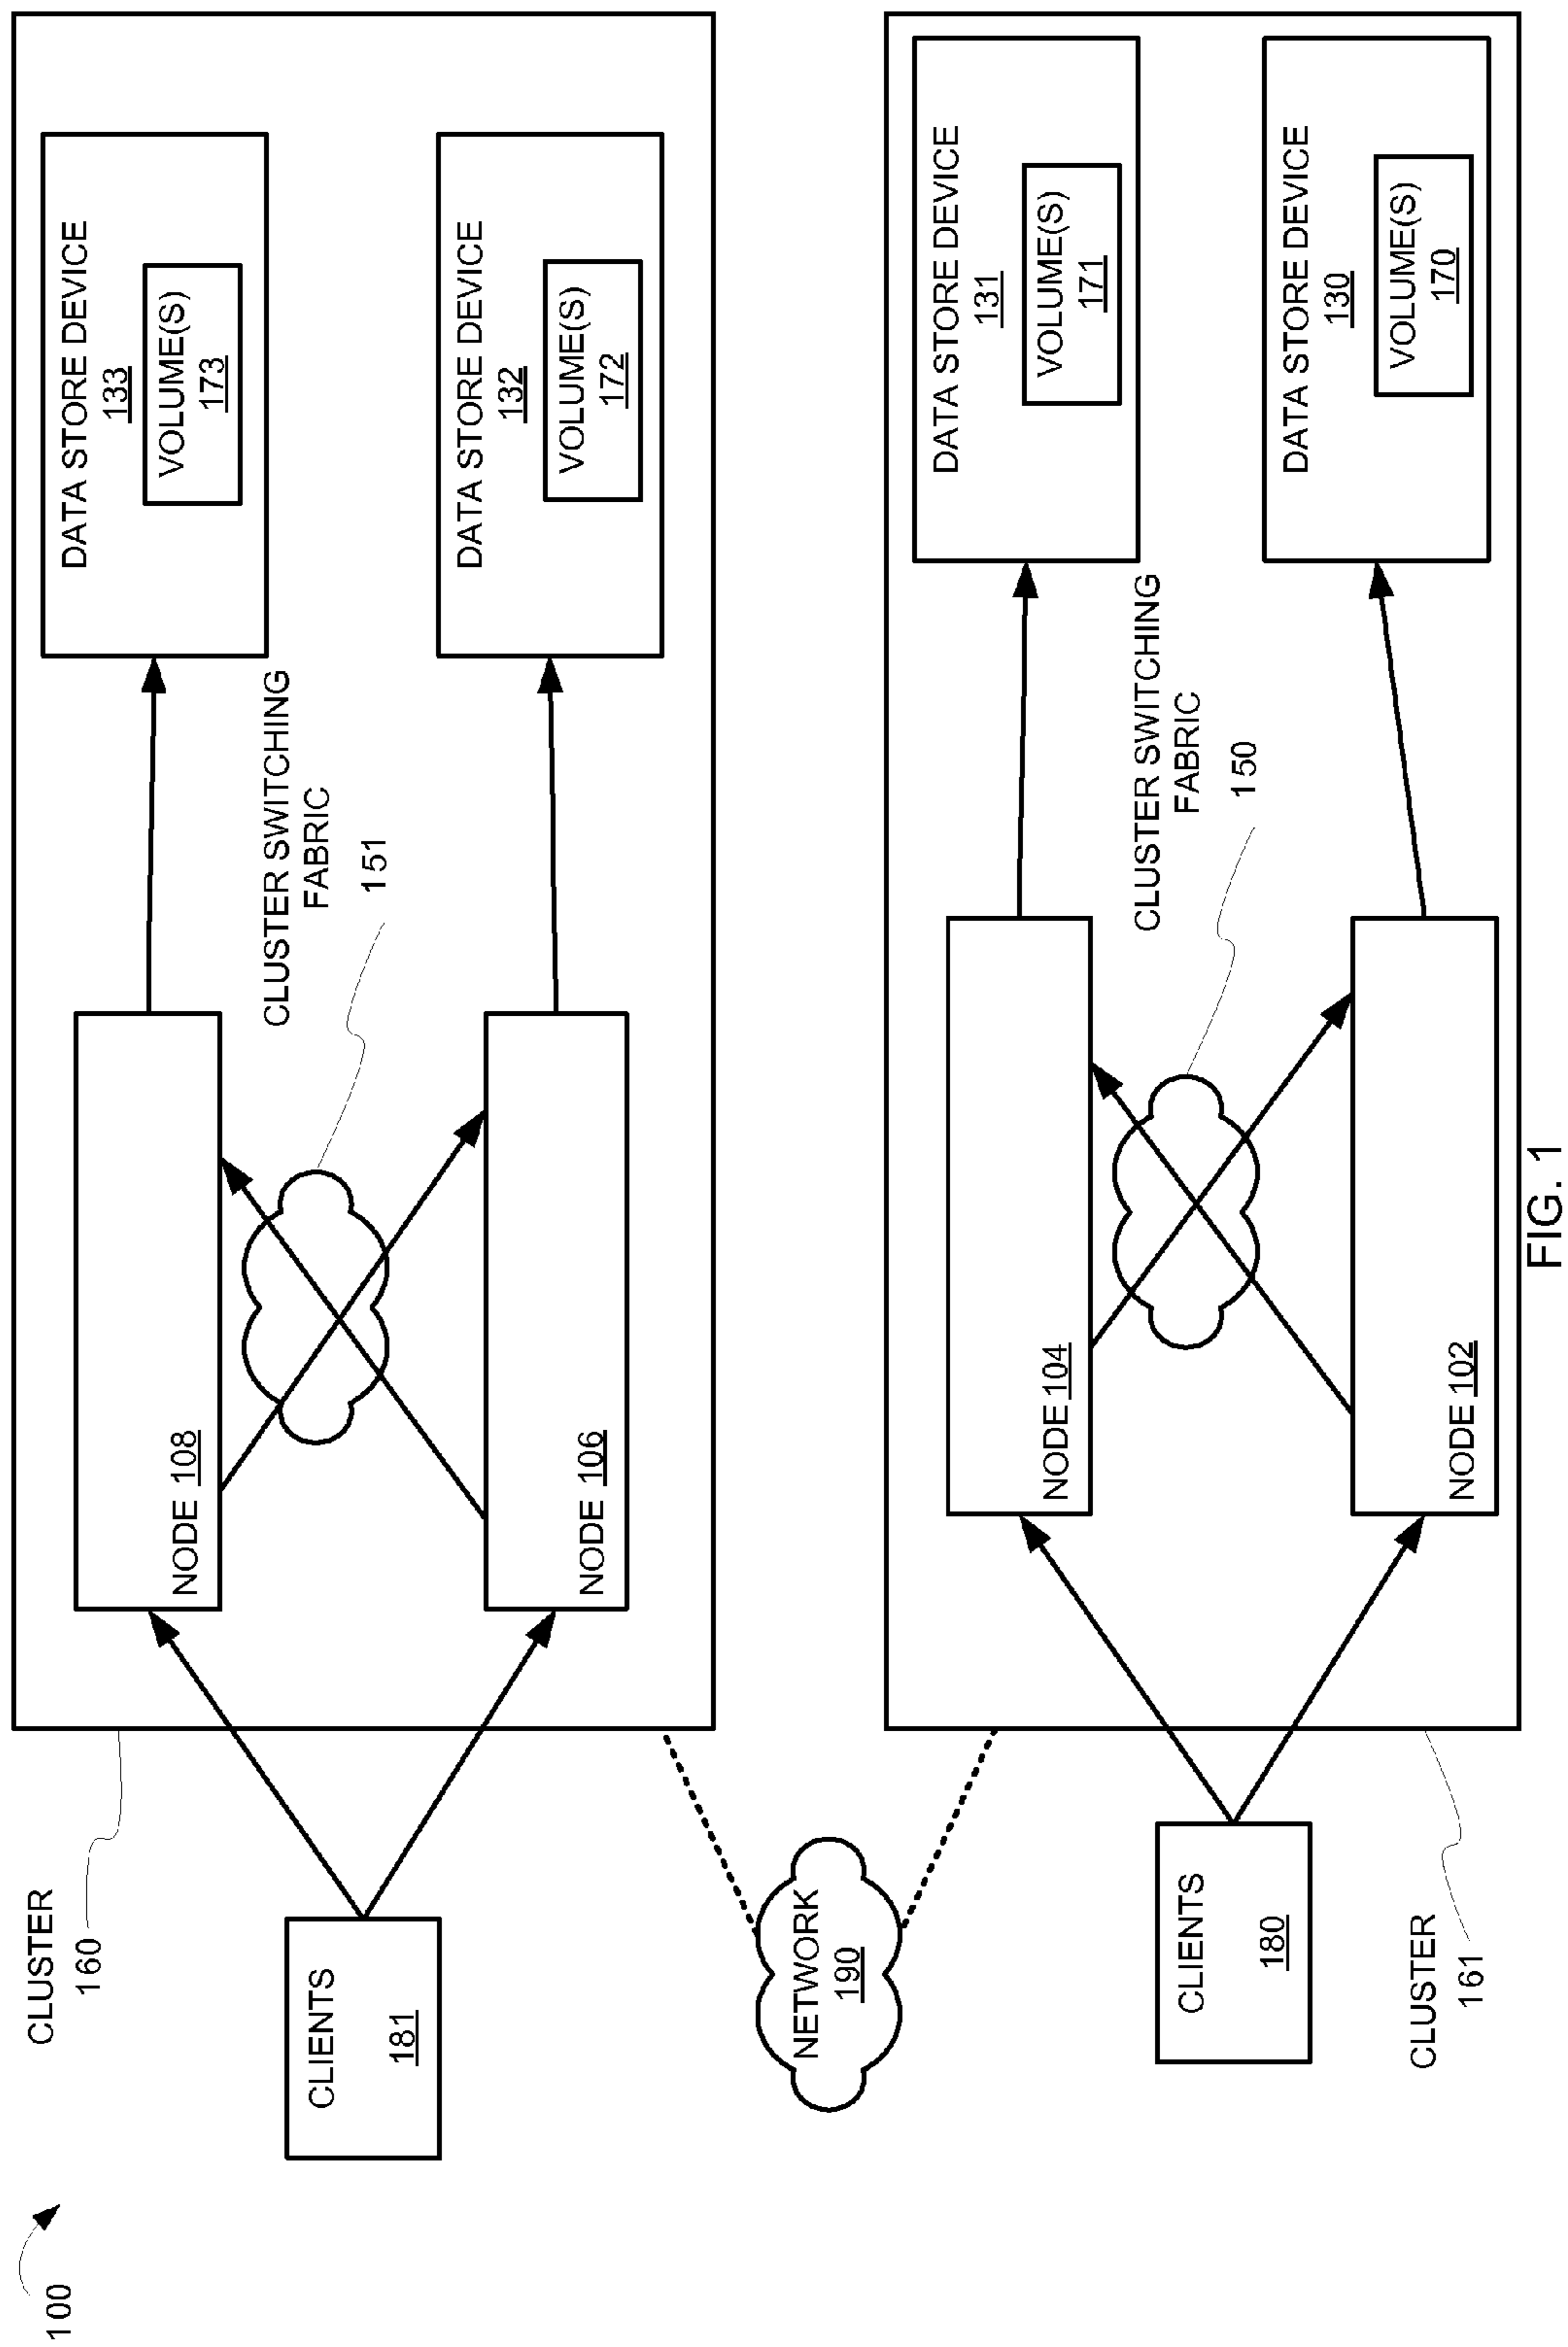 100
CLUSTER
160
CLIENTS
181
NODE 108
NODE 106
CLUSTER SWITCHING
FABRIC
151
DATA STORE DEVICE
133
VOLUME(S)
173
DATA STORE DEVICE
132
VOLUME(S)
172
NETWORK
190
CLIENTS
180
CLUSTER
161
NODE 104
NODE 102
CLUSTER SWITCHING
FABRIC
150
DATA STORE DEVICE
131
VOLUME(S)
171
DATA STORE DEVICE
130
VOLUME(S)
170
FIG. 1